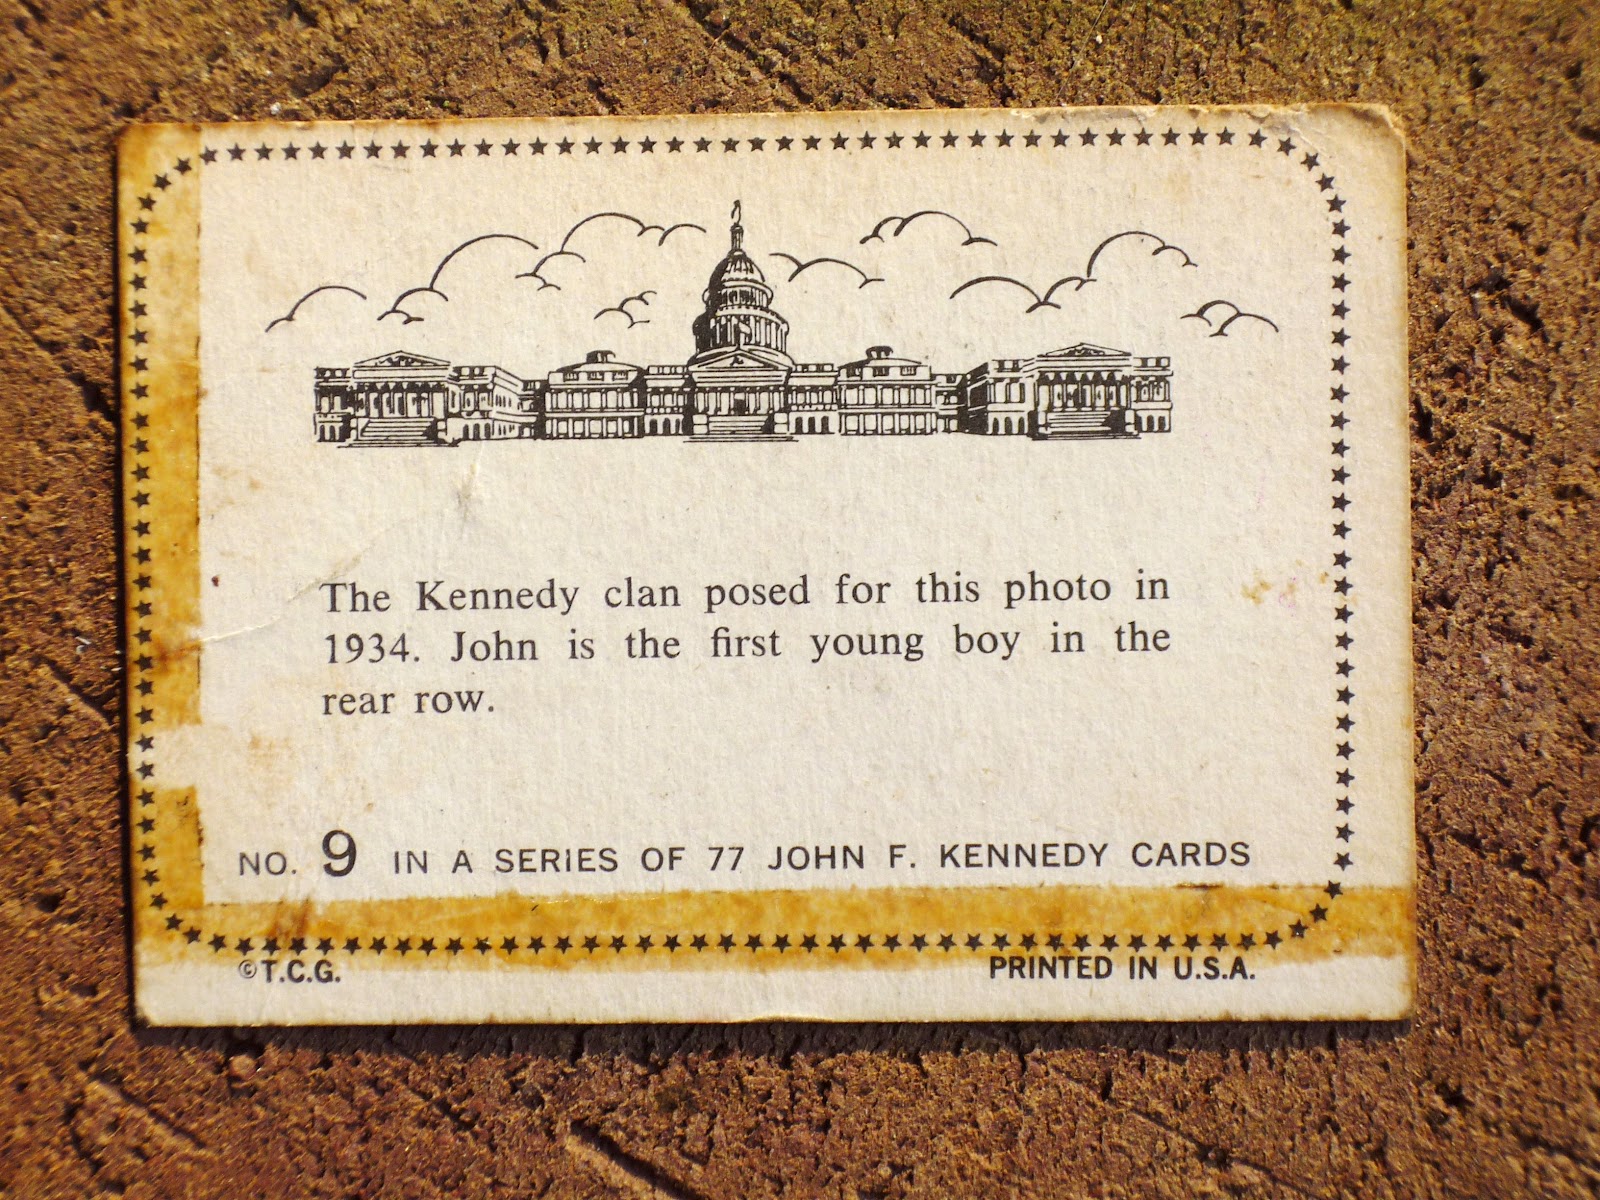 The Kennedy clan posed for this photo in
1934. John is the first young boy in the
rear row.
NO. 9 IN A SERIES OF 77 JOHN F. KENNEDY CARDS
©T.C.G. PRINTED IN U.S.A.